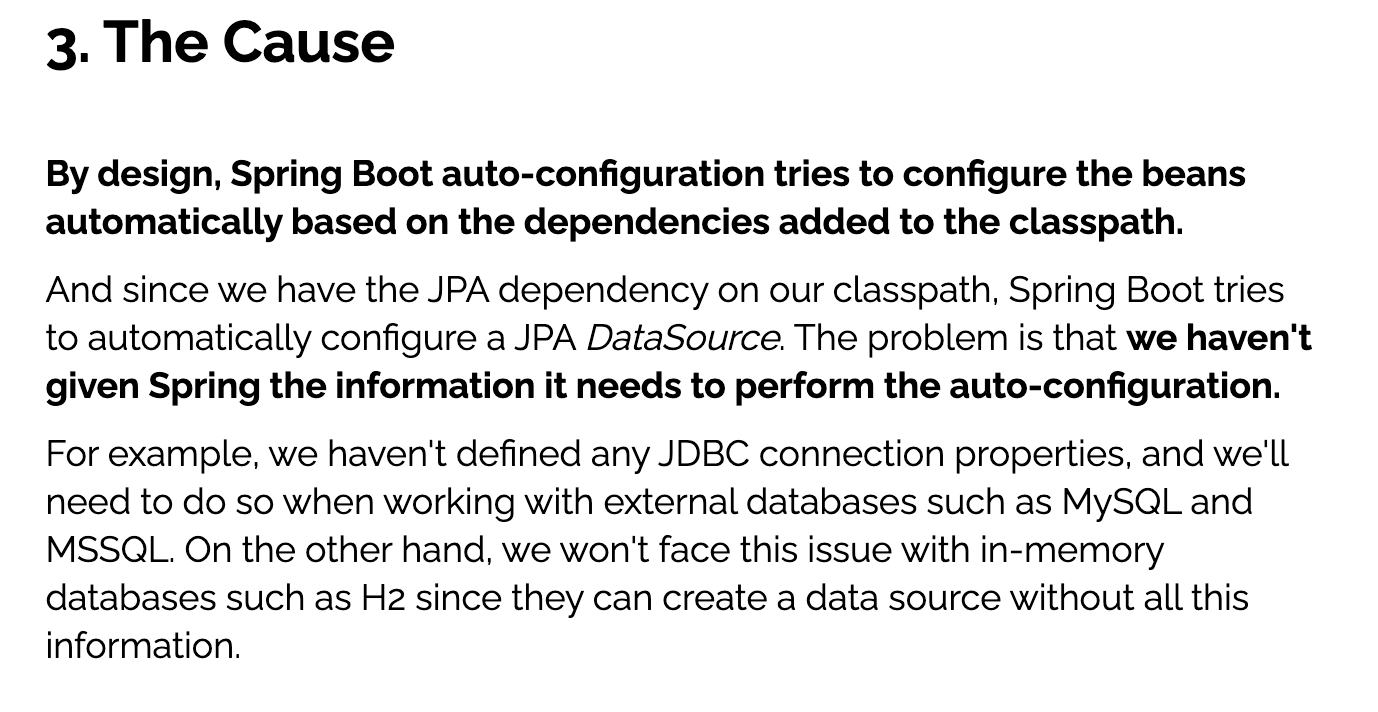 3. The Cause
By design, Spring Boot auto-configuration tries to configure the beans
automatically based on the dependencies added to the classpath.
And since we have the JPA dependency on our classpath, Spring Boot tries
to automatically configure a JPA DataSource. The problem is that we haven't
given Spring the information it needs to perform the auto-configuration.
For example, we haven't defined any JDBC connection properties, and we'll
need to do so when working with external databases such as MySQL and
MSSQL. On the other hand, we won't face this issue with in-memory
databases such as H2 since they can create a data source without all this
information.